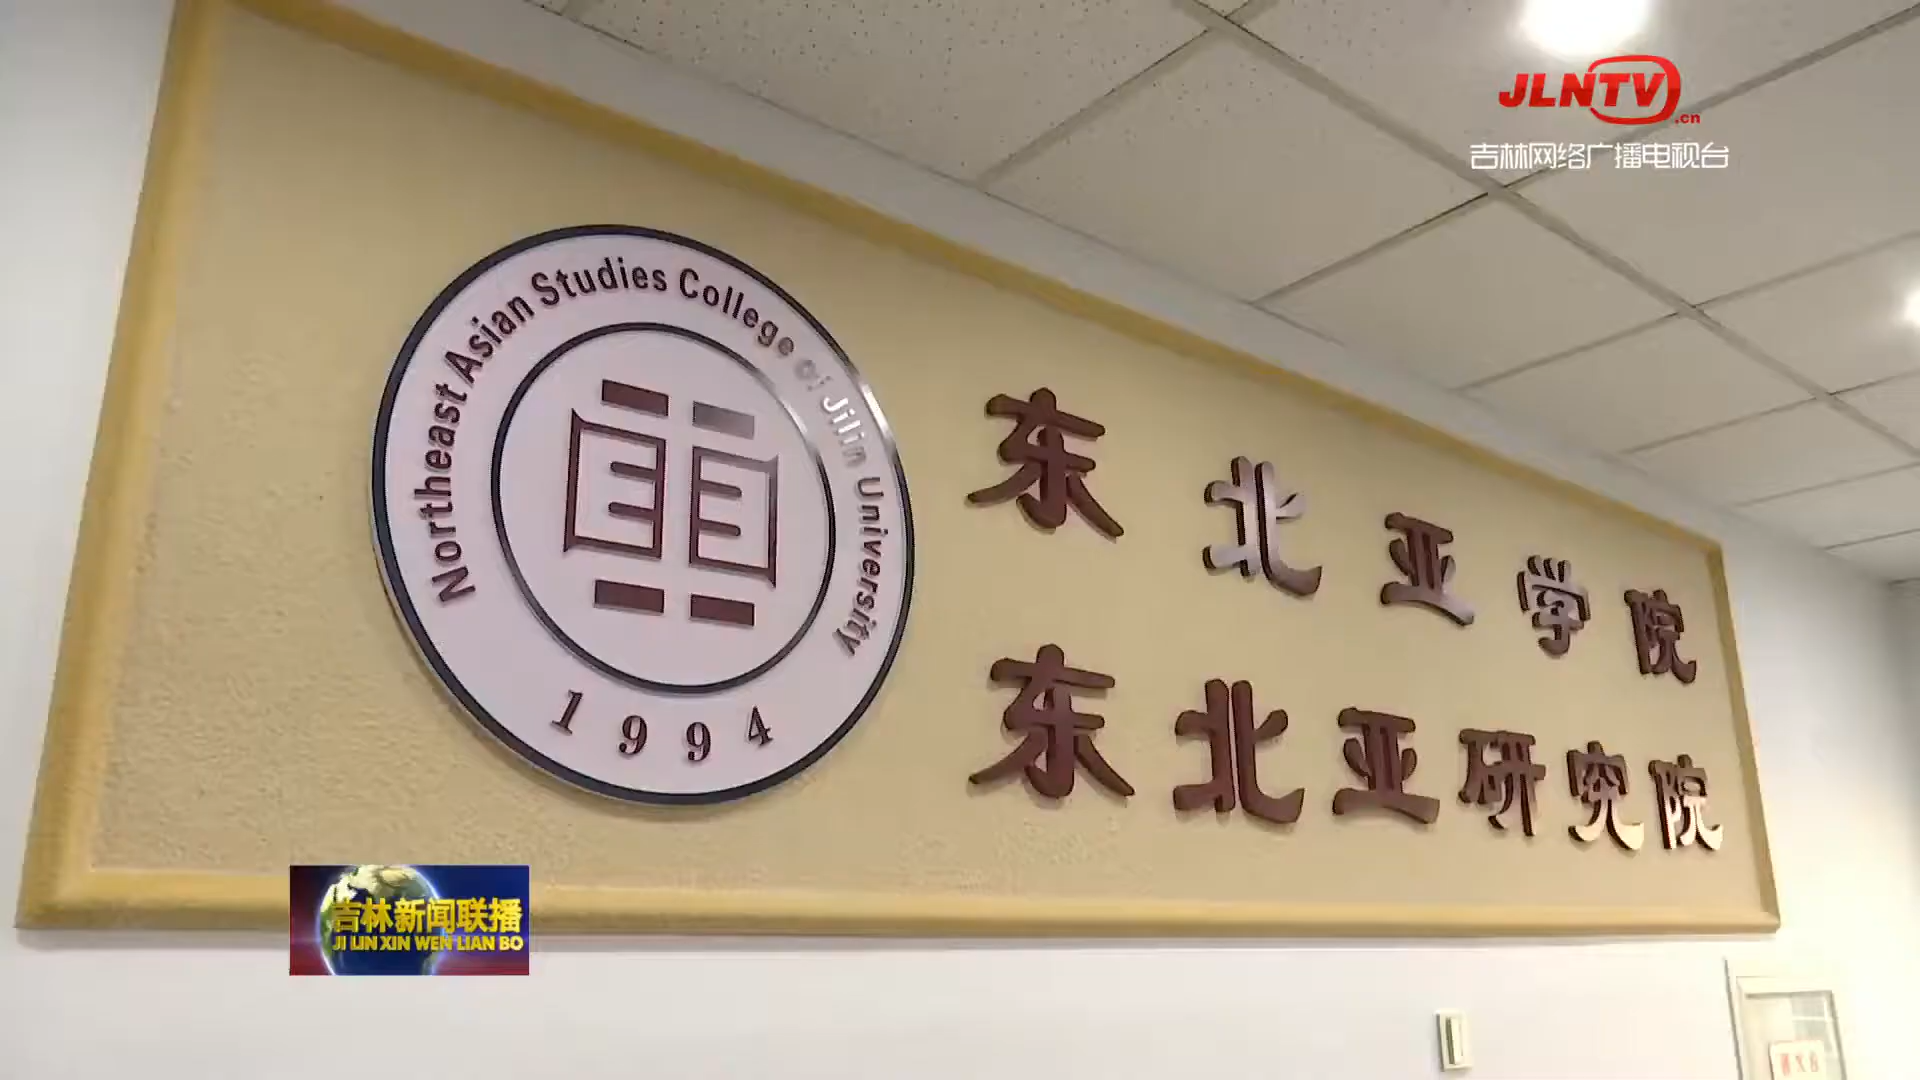 JLNTV.cn
吉林网络广播电视台
Northeast Asian Studies College of Jilin University
1994
东北亚学院
东北亚研究院
吉林新闻联播
JI LIN XIN WEN LIAN BO